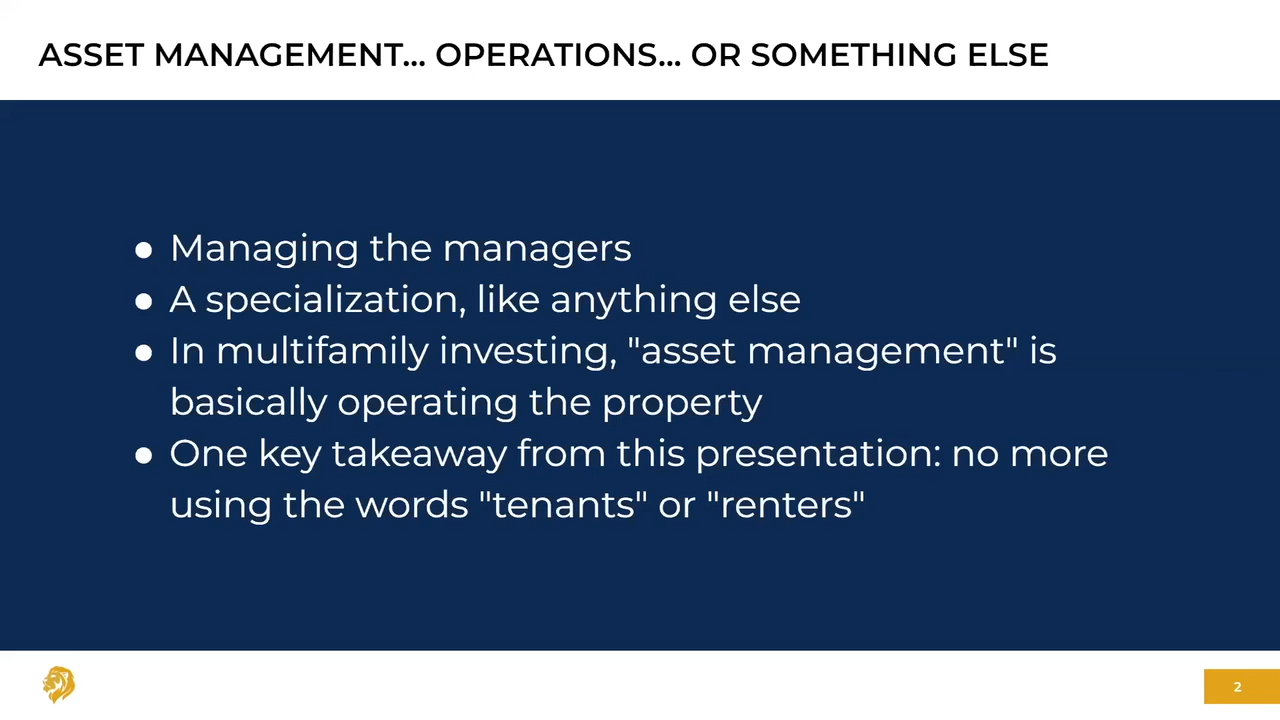 ASSET MANAGEMENT... OPERATIONS... OR SOMETHING ELSE
● Managing the managers
● A specialization, like anything else
● In multifamily investing, "asset management" is
basically operating the property
● One key takeaway from this presentation: no more
using the words "tenants" or "renters"
2